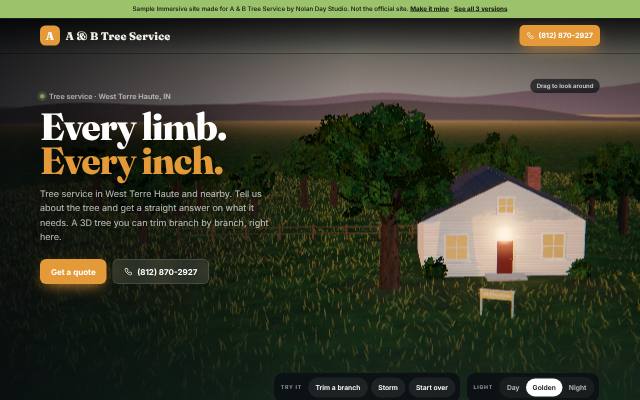 Sample Immersive site made for A & B Tree Service by Nolan Day Studio. Not the official site. Make it mine · See all 3 versions
A A & B Tree Service
(812) 870-2927
Drag to look around
Tree service · West Terre Haute, IN
Every limb.
Every inch.
Tree service in West Terre Haute and nearby. Tell us
about the tree and get a straight answer on what it
needs. A 3D tree you can trim branch by branch, right
here.
Get a quote
(812) 870-2927
TRY IT Trim a branch Storm Start over
LIGHT Day Golden Night